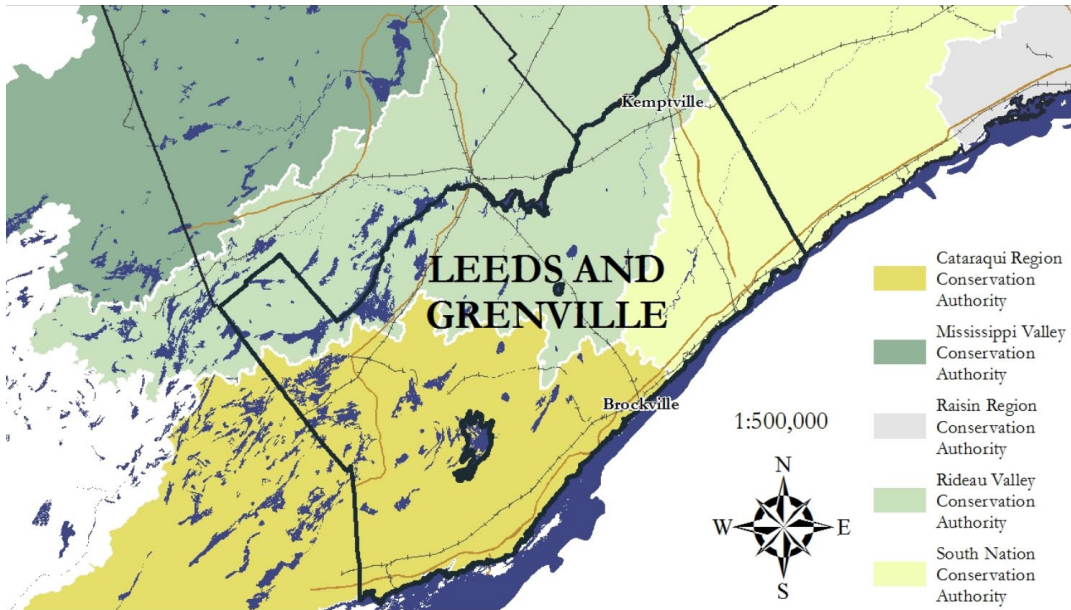 Kemptville
LEEDS AND
GRENVILLE
Brockville
1:500,000
N
W
E
S
Cataraqui Region
Conservation
Authority
Mississippi Valley
Conservation
Authority
Raisin Region
Conservation
Authority
Rideau Valley
Conservation
Authority
South Nation
Conservation
Authority